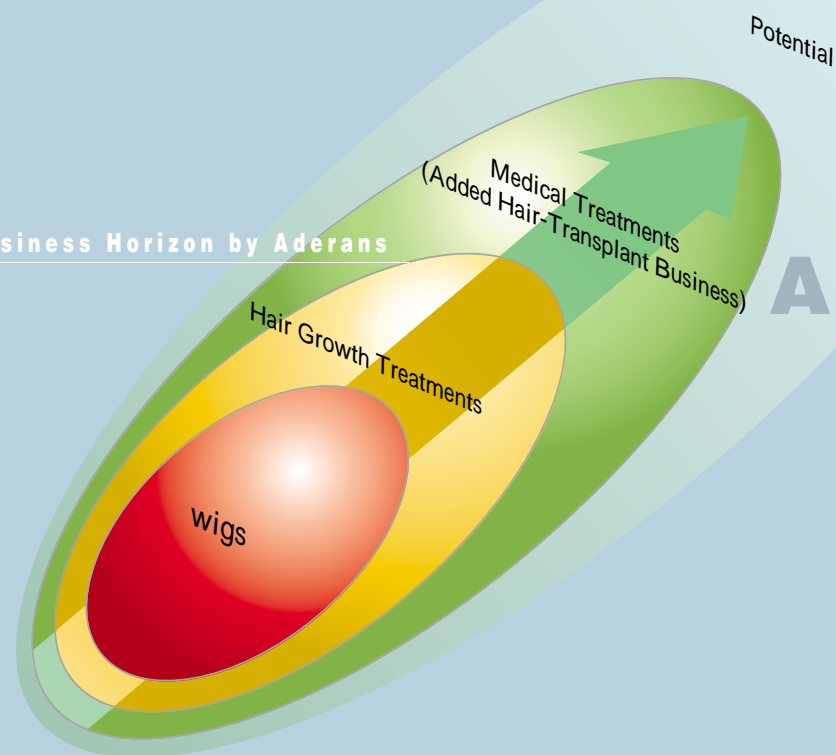 Potential
Medical Treatments
(Added Hair-Transplant Business)
siness Horizon by Aderans
A
Hair Growth Treatments
wigs